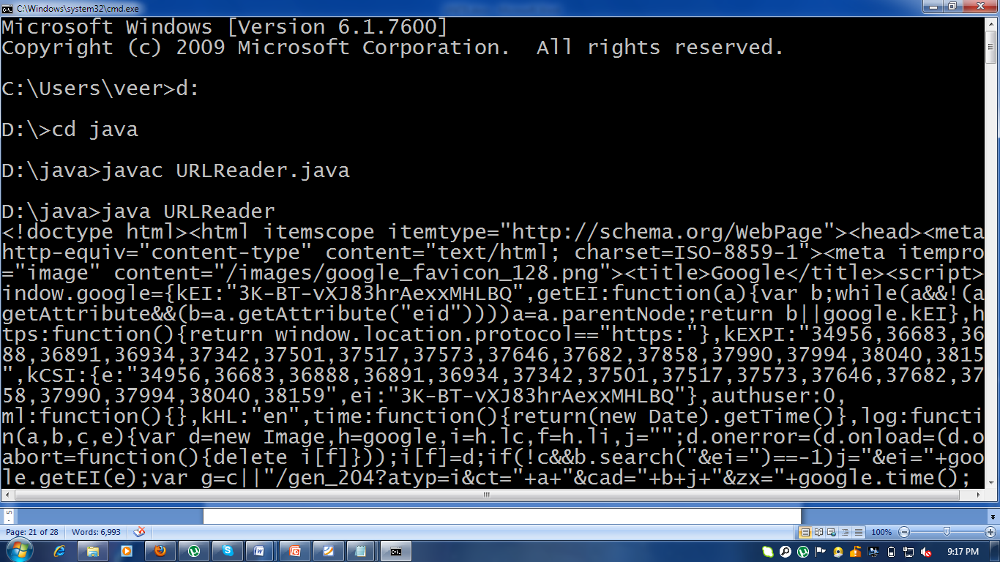 C:\Windows\system32\cmd.exe
Microsoft Windows [Version 6.1.7600]
Copyright (c) 2009 Microsoft Corporation.  All rights reserved.
C:\Users\veer>d:
D:\>cd java
D:\java>javac URLReader.java
D:\java>java URLReader
<!doctype html><html itemscope itemtype="http://schema.org/WebPage"><head><meta
http-equiv="content-type" content="text/html; charset=ISO-8859-1"><meta itempro
="image" content="/images/google_favicon_128.png"><title>Google</title><script>
indow.google={kEI:"3K-BT-vXJ83hrAexxMHLBQ",getEI:function(a){var b;while(a&&!(a
getAttribute&&(b=a.getAttribute("eid"))))a=a.parentNode;return b||google.kEI},h
tps:function(){return window.location.protocol=="https:"},kEXPI:"34956,36683,36
88,36891,36934,37342,37501,37517,37573,37646,37682,37858,37990,37994,38040,3815
",kCSI:{e:"34956,36683,36888,36891,36934,37342,37501,37517,37573,37646,37682,37
58,37990,37994,38040,38159",ei:"3K-BT-vXJ83hrAexxMHLBQ"},authuser:0,
ml:function(){},kHL:"en",time:function(){return(new Date).getTime()},log:functi
n(a,b,c,e){var d=new Image,h=google,i=h.lc,f=h.li,j="";d.onerror=(d.onload=(d.o
abort=function(){delete i[f]}));i[f]=d;if(!c&&b.search("&ei=")==-1)j="&ei="+goo
le.getEI(e);var g=c||"/gen_204?atyp=i&ct="+a+"&cad="+b+j+"&zx="+google.time();
5
Page: 21 of 28 Words: 6,993 100%
9:17 PM